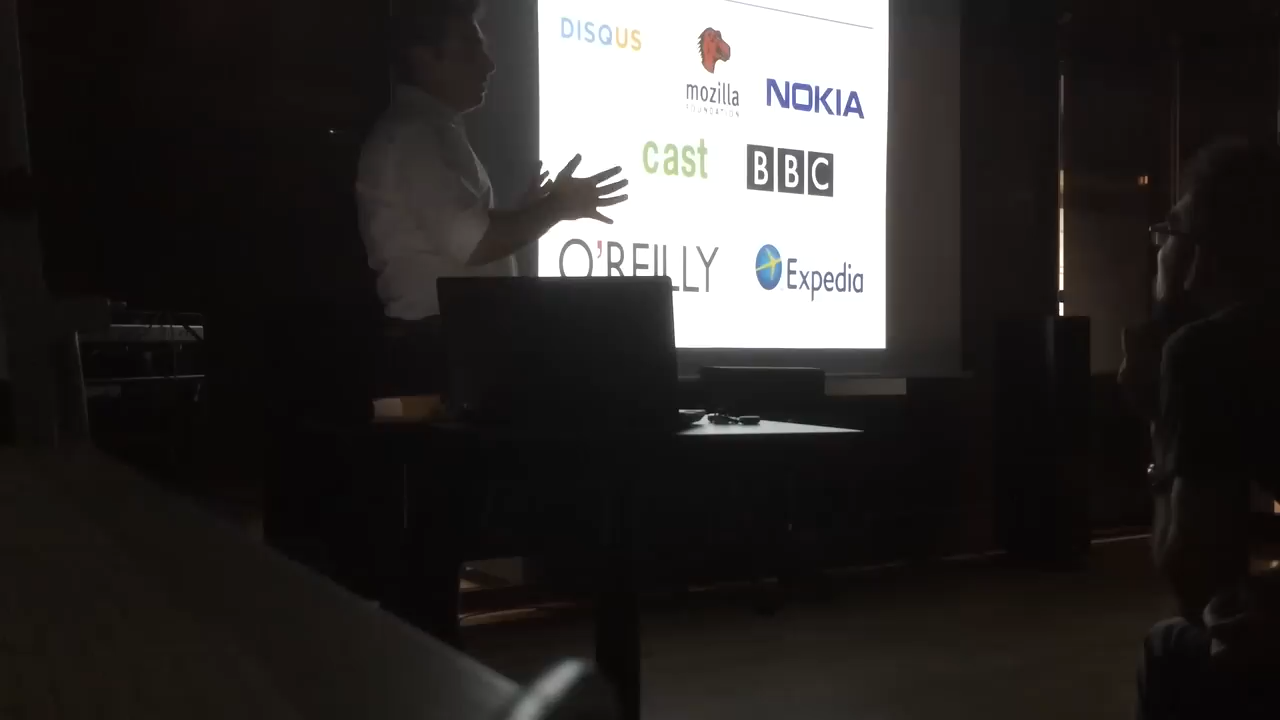 DISQUS
mozilla
FOUNDATION
NOKIA
cast
BBC
O'REILLY
Expedia